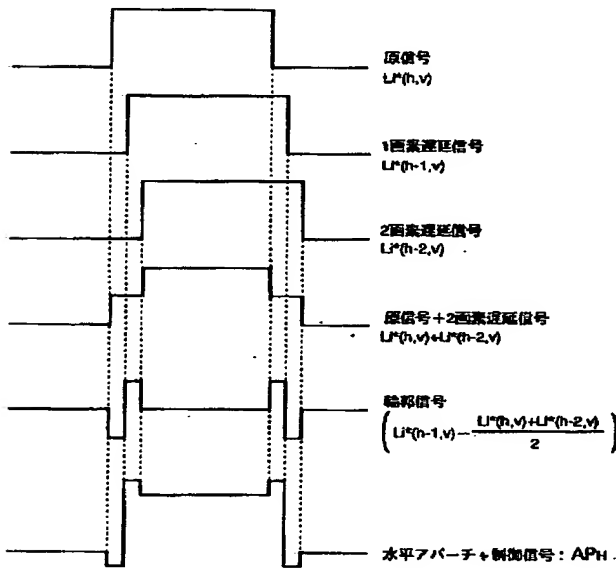 原信号
Li*(h,v)
1画素遅延信号
Li*(h-1,v)
2画素遅延信号
Li*(h-2,v)
原信号+2画素遅延信号
Li*(h,v)+Li*(h-2,v)
輪郭信号
(Li*(h-1,v)-
Li*(h,v)+Li*(h-2,v)
2
)
水平アパーチャ制御信号:APH